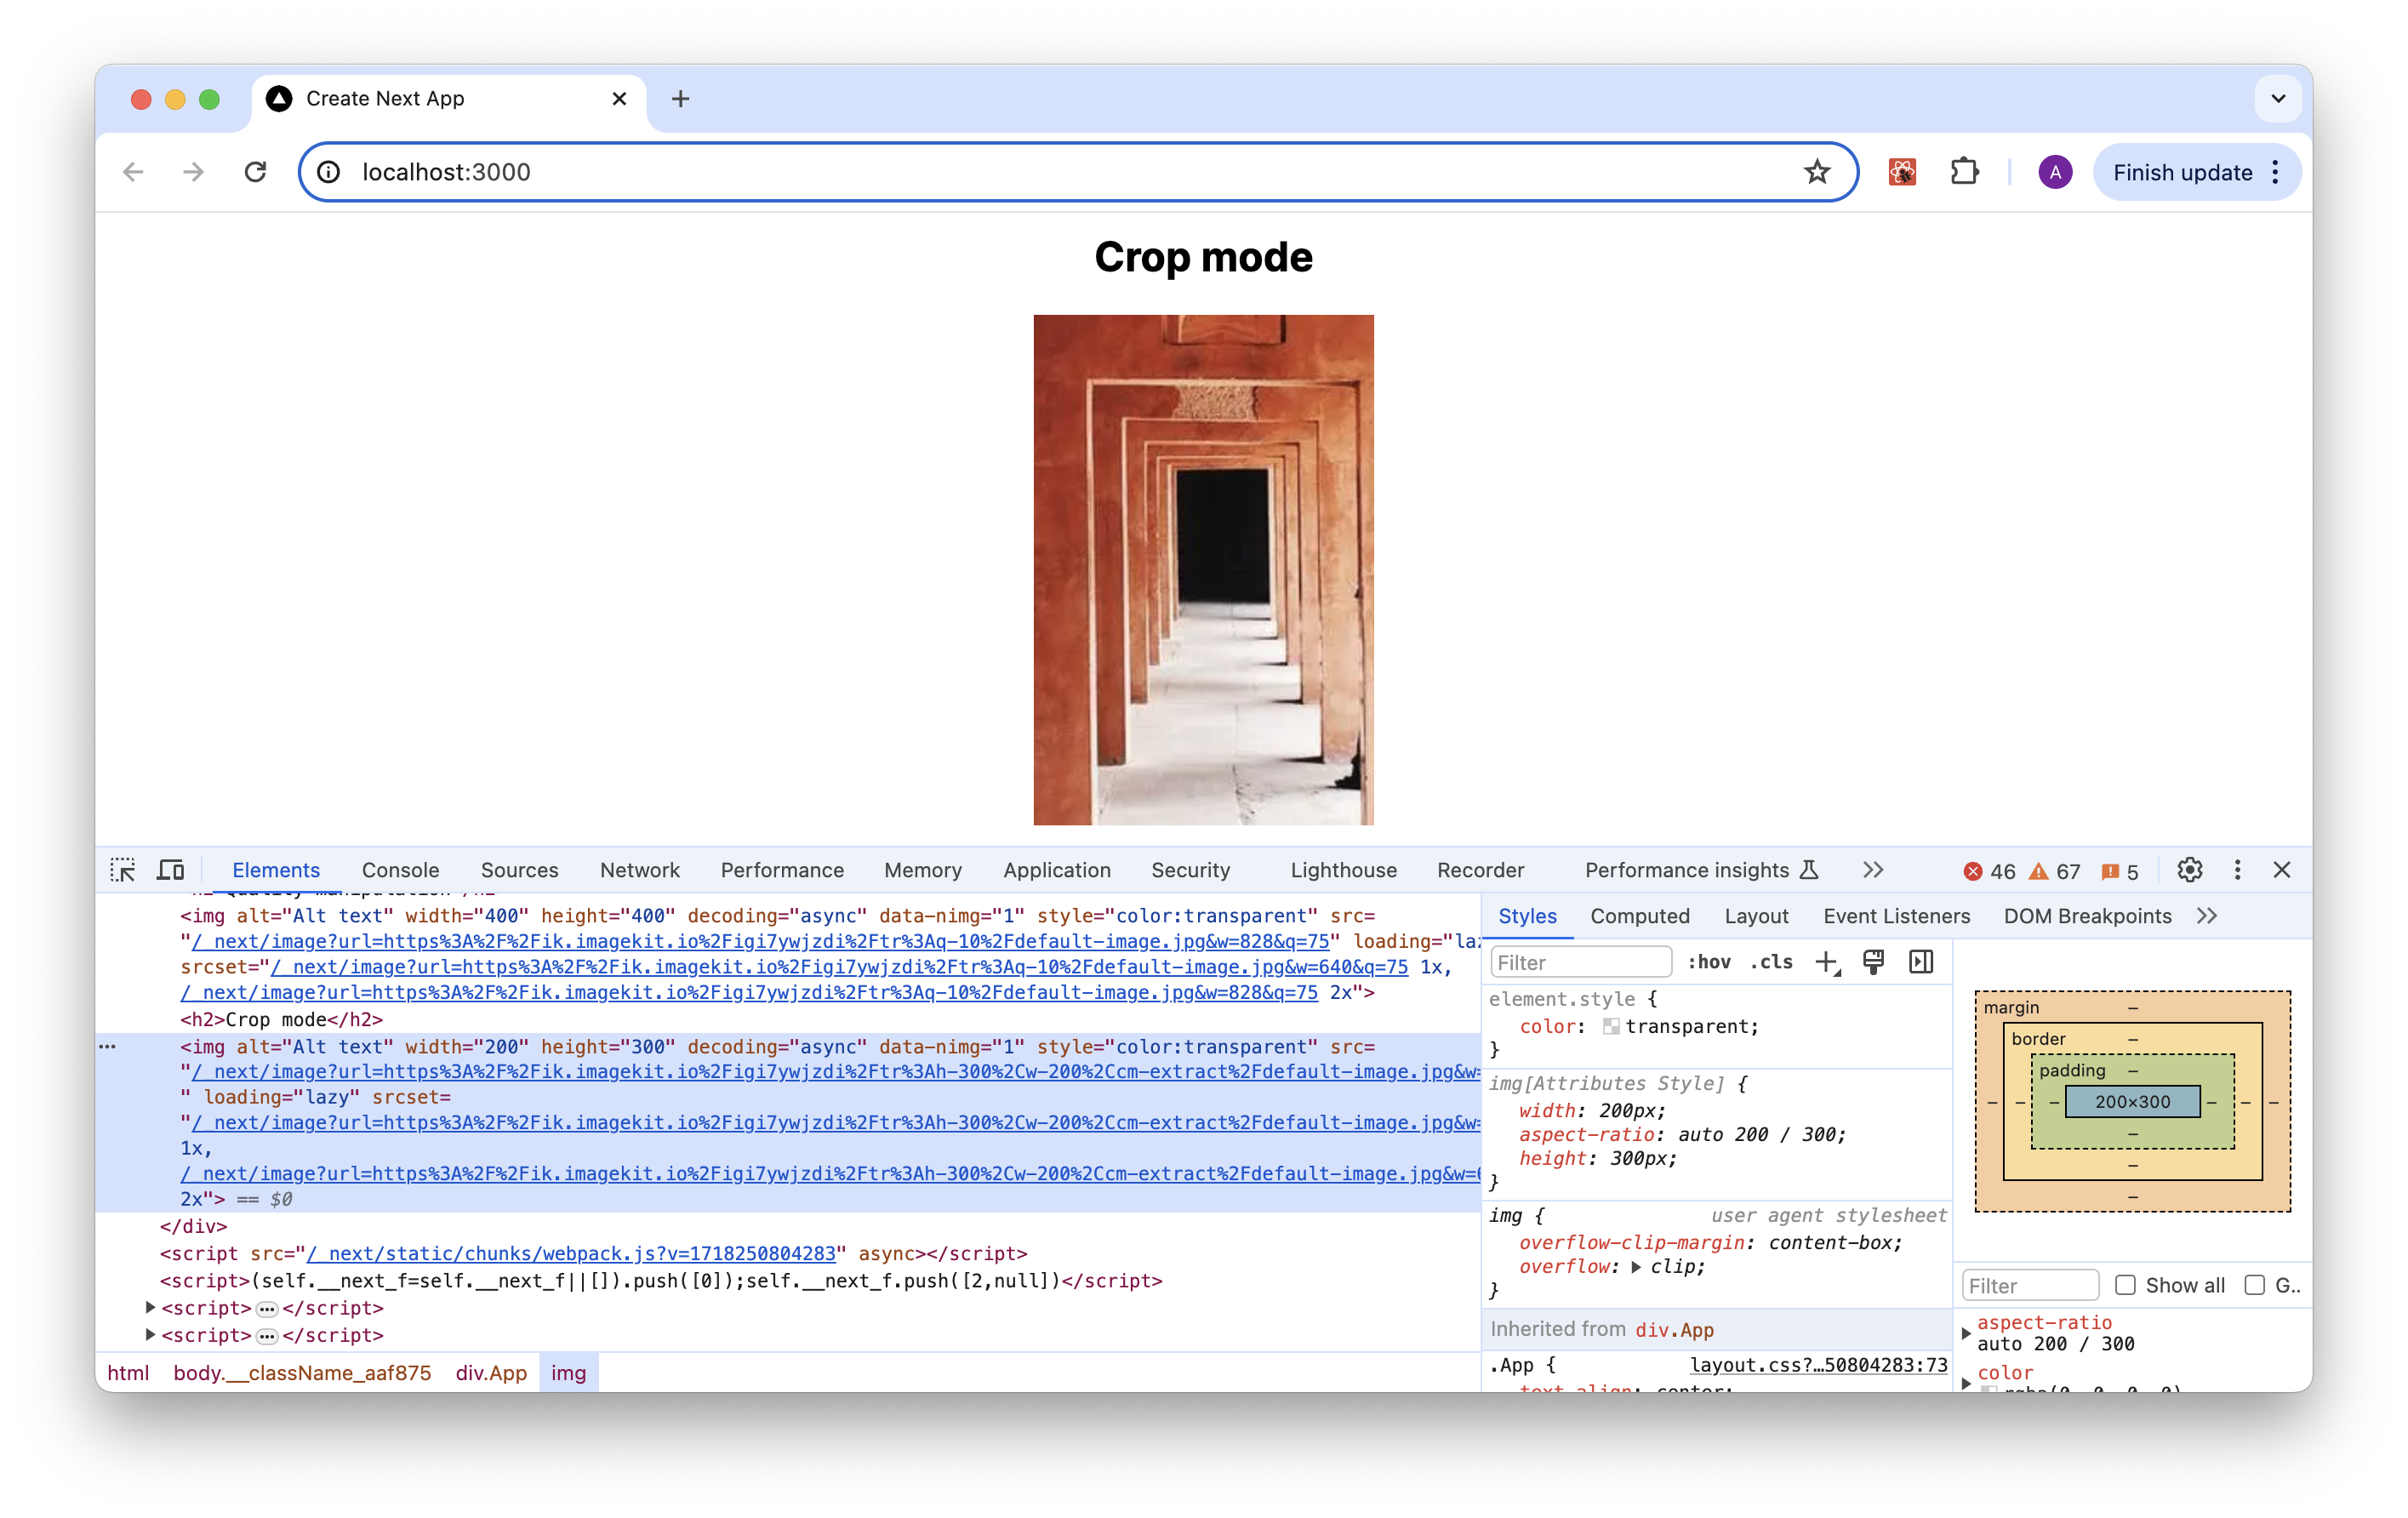 Create Next App
localhost:3000
A
Finish update
Crop mode
Elements Console Sources Network Performance Memory Application Security Lighthouse Recorder Performance insights 46 67 5
<img alt="Alt text" width="400" height="400" decoding="async" data-nimg="1" style="color:transparent" src=
"/_next/image?url=https%3A%2F%2Fik.imagekit.io%2Figi7ywjzdi%2Ftr%3Aq-10%2Fdefault-image.jpg&w=828&q=75" loading="laz
srcset="/_next/image?url=https%3A%2F%2Fik.imagekit.io%2Figi7ywjzdi%2Ftr%3Aq-10%2Fdefault-image.jpg&w=640&q=75 1x,
/_next/image?url=https%3A%2F%2Fik.imagekit.io%2Figi7ywjzdi%2Ftr%3Aq-10%2Fdefault-image.jpg&w=828&q=75 2x">
<h2>Crop mode</h2>
<img alt="Alt text" width="200" height="300" decoding="async" data-nimg="1" style="color:transparent" src=
"/_next/image?url=https%3A%2F%2Fik.imagekit.io%2Figi7ywjzdi%2Ftr%3Ah-300%2Cw-200%2Ccm-extract%2Fdefault-image.jpg&w=
" loading="lazy" srcset=
"/_next/image?url=https%3A%2F%2Fik.imagekit.io%2Figi7ywjzdi%2Ftr%3Ah-300%2Cw-200%2Ccm-extract%2Fdefault-image.jpg&w=
1x,
/_next/image?url=https%3A%2F%2Fik.imagekit.io%2Figi7ywjzdi%2Ftr%3Ah-300%2Cw-200%2Ccm-extract%2Fdefault-image.jpg&w=6
2x"> == $0
</div>
<script src="/_next/static/chunks/webpack.js?v=1718250804283" async></script>
<script>(self.__next_f=self.__next_f||[]).push([0]);self.__next_f.push([2,null])</script>
<script>…</script>
<script>…</script>
html body.__className_aaf875 div.App img
Styles Computed Layout Event Listeners DOM Breakpoints
Filter :hov .cls
element.style {
color: transparent;
}
img[Attributes Style] {
width: 200px;
aspect-ratio: auto 200 / 300;
height: 300px;
}
img { user agent stylesheet
overflow-clip-margin: content-box;
overflow: clip;
}
Inherited from div.App
.App { layout.css?…50804283:73
text-align: center;
margin –
border –
padding –
– – – 200×300 – – –
–
–
–
Filter Show all G..
aspect-ratio
auto 200 / 300
color
rgba(0, 0, 0, 0)